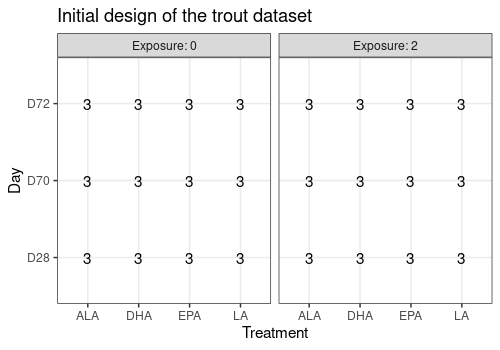 Initial design of the trout dataset
Exposure: 0 Exposure: 2
D72 3 3 3 3 3 3 3 3
D70 3 3 3 3 3 3 3 3
D28 3 3 3 3 3 3 3 3
Day
ALA DHA EPA LA ALA DHA EPA LA
Treatment